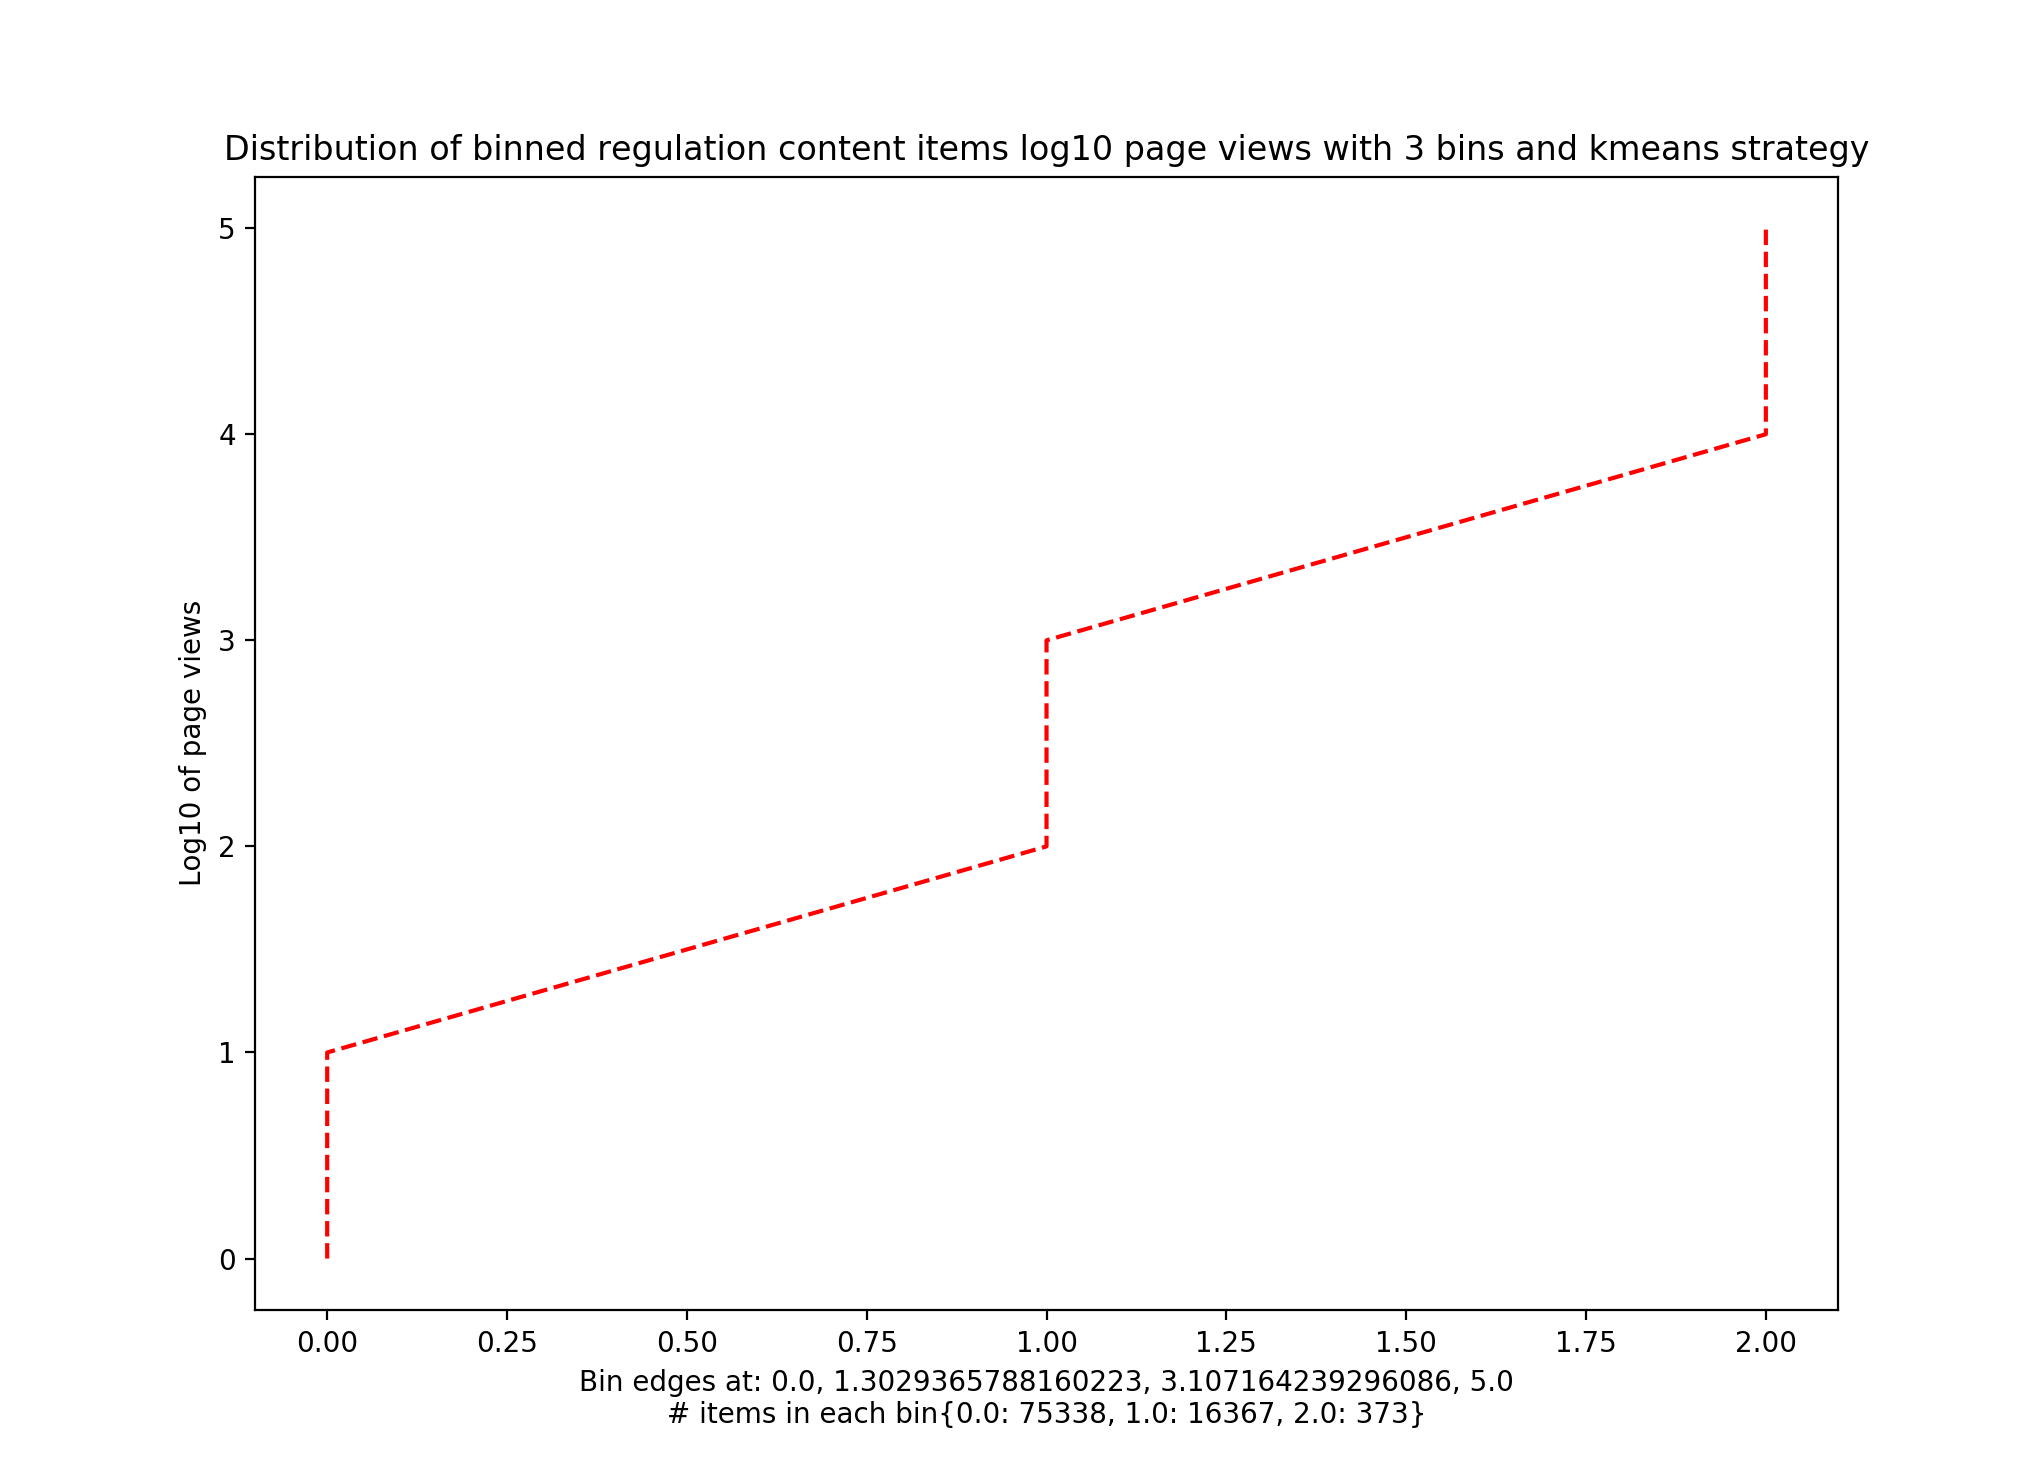 Distribution of binned regulation content items log10 page views with 3 bins and kmeans strategy
5
4
3
2
1
0
Log10 of page views
0.00 0.25 0.50 0.75 1.00 1.25 1.50 1.75 2.00
Bin edges at: 0.0, 1.3029365788160223, 3.107164239296086, 5.0
# items in each bin{0.0: 75338, 1.0: 16367, 2.0: 373}